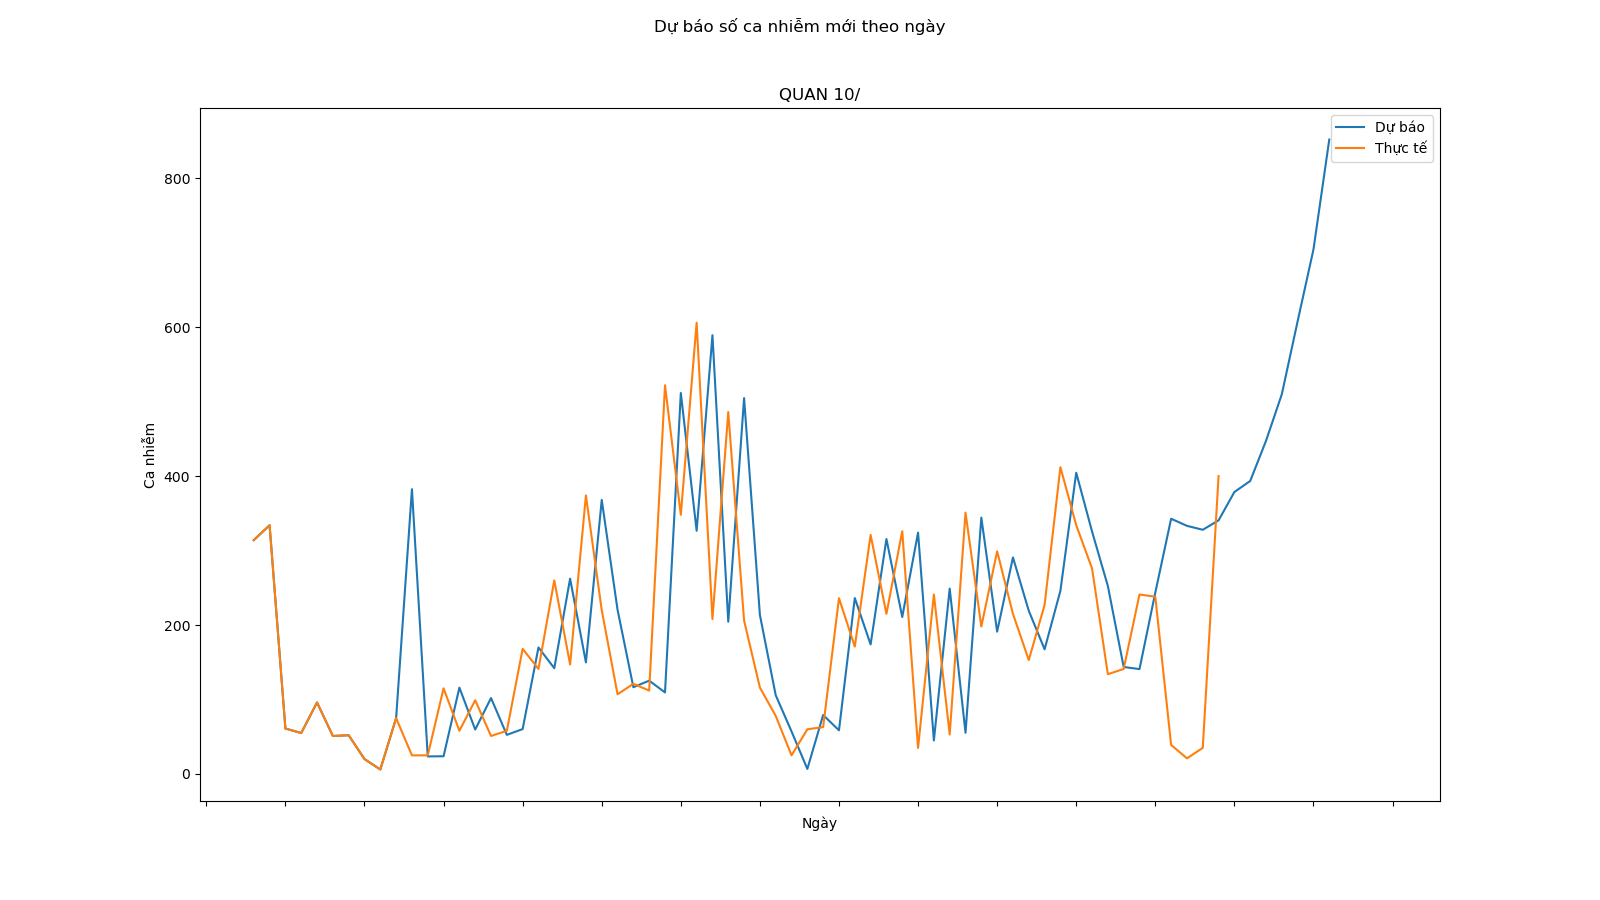 Dự báo số ca nhiễm mới theo ngày
QUAN 10/
Dự báo
Thực tế
800
600
400
200
0
Ca nhiễm
Ngày